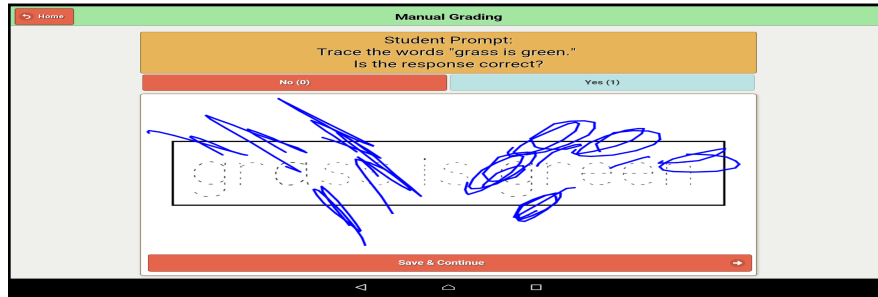 Home
Manual Grading
Student Prompt:
Trace the words "grass is green."
Is the response correct?
No (0)
Yes (1)
grass is green
Save & Continue